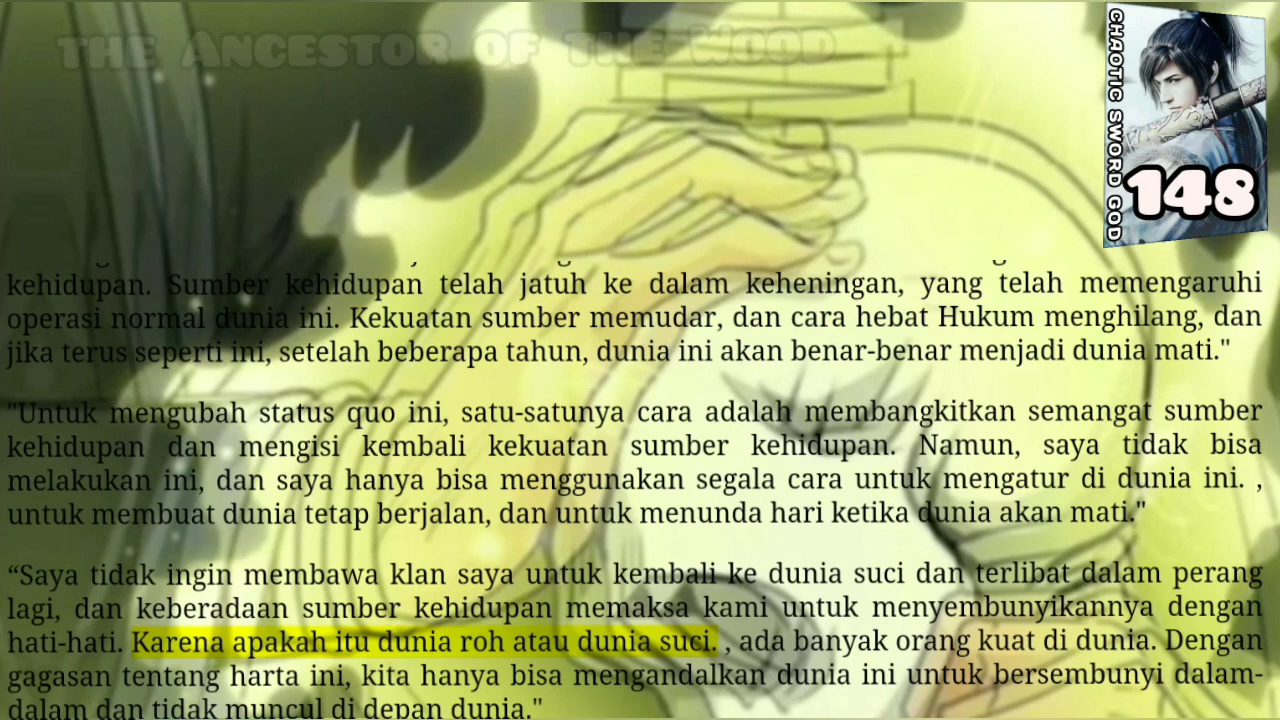 THE ANCESTOR OF THE WOOD
CHAOTIC SWORD GOD
148
kehidupan. Sumber kehidupan telah jatuh ke dalam keheningan, yang telah memengaruhi
operasi normal dunia ini. Kekuatan sumber memudar, dan cara hebat Hukum menghilang, dan
jika terus seperti ini, setelah beberapa tahun, dunia ini akan benar-benar menjadi dunia mati."
"Untuk mengubah status quo ini, satu-satunya cara adalah membangkitkan semangat sumber
kehidupan dan mengisi kembali kekuatan sumber kehidupan. Namun, saya tidak bisa
melakukan ini, dan saya hanya bisa menggunakan segala cara untuk mengatur di dunia ini. ,
untuk membuat dunia tetap berjalan, dan untuk menunda hari ketika dunia akan mati."
“Saya tidak ingin membawa klan saya untuk kembali ke dunia suci dan terlibat dalam perang
lagi, dan keberadaan sumber kehidupan memaksa kami untuk menyembunyikannya dengan
hati-hati. Karena apakah itu dunia roh atau dunia suci. , ada banyak orang kuat di dunia. Dengan
gagasan tentang harta ini, kita hanya bisa mengandalkan dunia ini untuk bersembunyi dalam-
dalam dan tidak muncul di depan dunia."